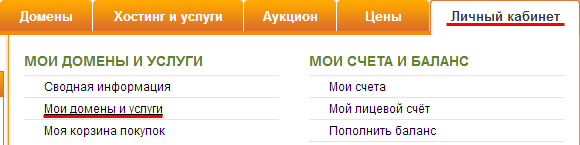 Домены Хостинг и услуги Аукцион Цены Личный кабинет
МОИ ДОМЕНЫ И УСЛУГИ
Сводная информация
Мои домены и услуги
Моя корзина покупок
МОИ СЧЕТА И БАЛАНС
Мои счета
Мой лицевой счёт
Пополнить баланс